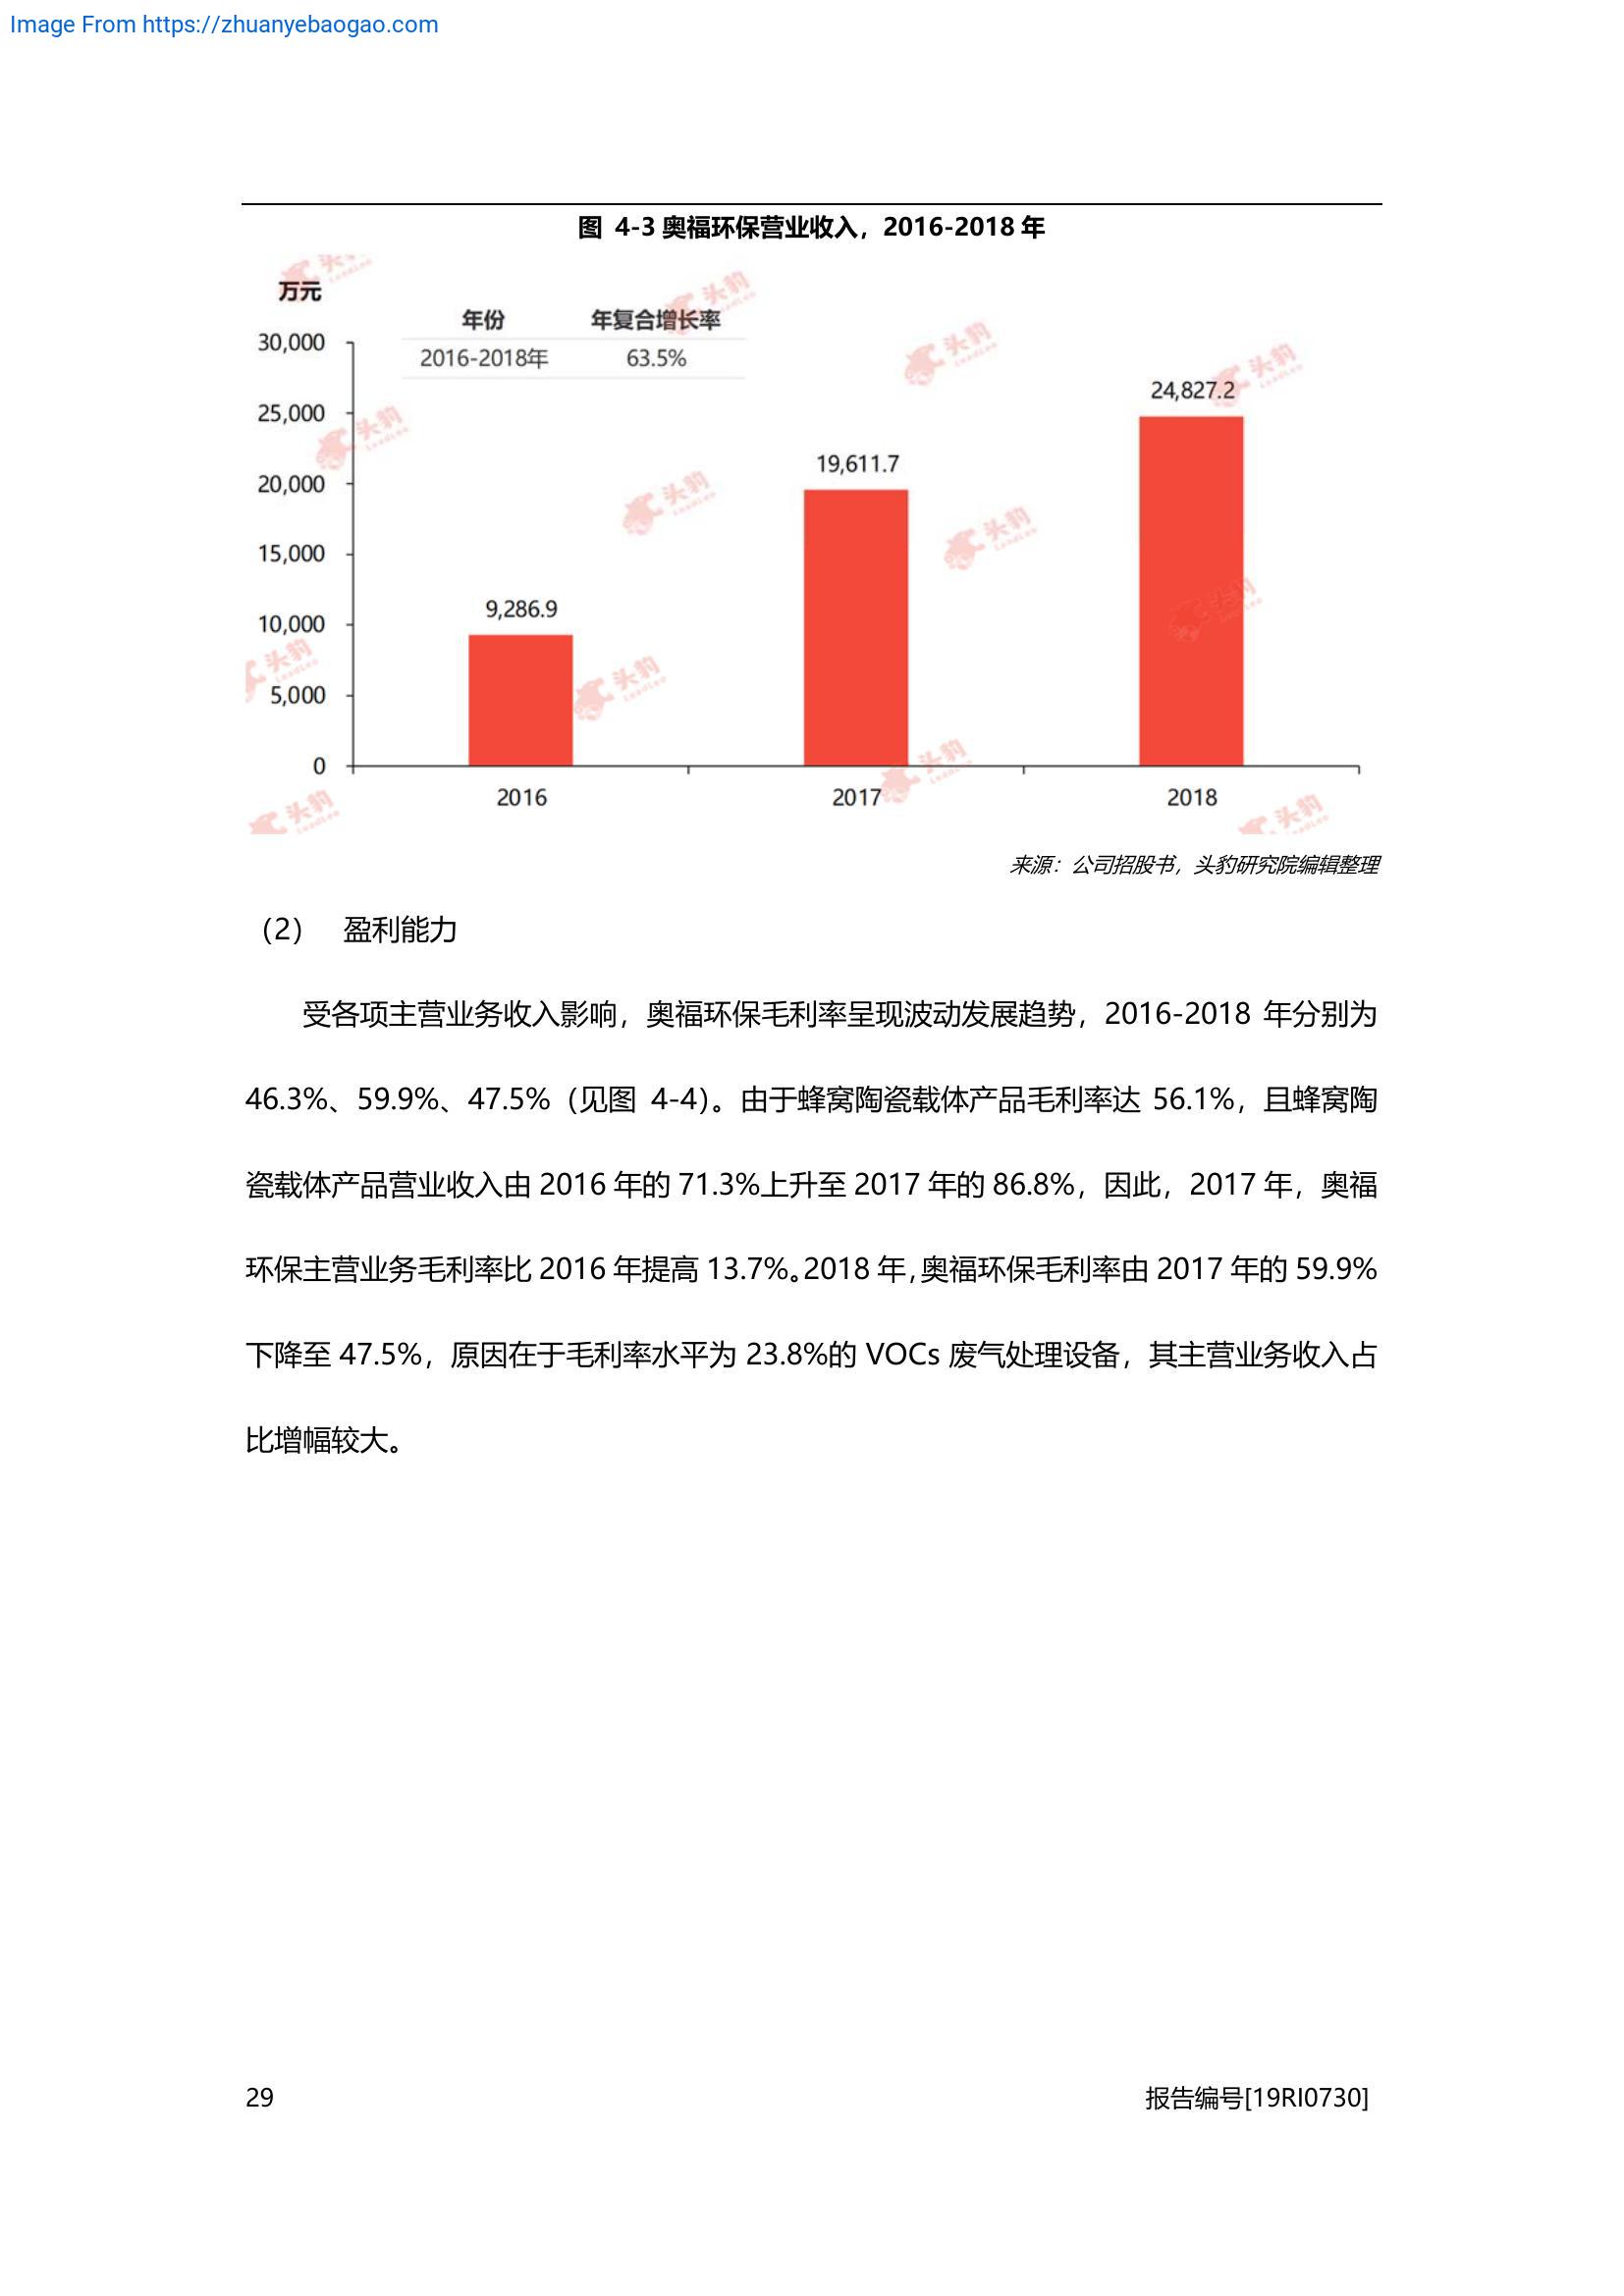 Image From https://zhuanyebaogao.com
图 4-3 奥福环保营业收入，2016-2018 年
万元
年份 年复合增长率
2016-2018年 63.5%
30,000
25,000
20,000
15,000
10,000
5,000
0
9,286.9
19,611.7
24,827.2
2016 2017 2018
头豹
LeadLeo
来源：公司招股书，头豹研究院编辑整理
（2） 盈利能力
受各项主营业务收入影响，奥福环保毛利率呈现波动发展趋势，2016-2018 年分别为
46.3%、59.9%、47.5%（见图 4-4）。由于蜂窝陶瓷载体产品毛利率达 56.1%，且蜂窝陶
瓷载体产品营业收入由 2016 年的 71.3%上升至 2017 年的 86.8%，因此，2017 年，奥福
环保主营业务毛利率比 2016 年提高 13.7%。2018 年，奥福环保毛利率由 2017 年的 59.9%
下降至 47.5%，原因在于毛利率水平为 23.8%的 VOCs 废气处理设备，其主营业务收入占
比增幅较大。
29 报告编号[19RI0730]